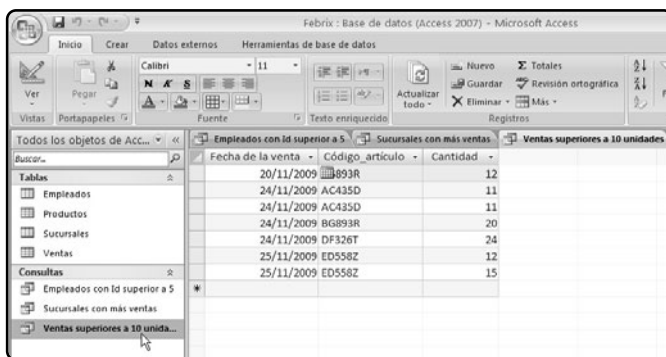 Febrix : Base de datos (Access 2007) - Microsoft Access
Inicio Crear Datos externos Herramientas de base de datos
Ver
Pegar
Calibri 11
N K S
Actualizar todo
Nuevo
Guardar
Eliminar
Totales
Revisión ortográfica
Más
Vistas Portapapeles Fuente Texto enriquecido Registros
Todos los objetos de Acc...
Buscar...
Tablas
Empleados
Productos
Sucursales
Ventas
Consultas
Empleados con Id superior a 5
Sucursales con más ventas
Ventas superiores a 10 unida...
Empleados con Id superior a 5 Sucursales con más ventas Ventas superiores a 10 unidades
Fecha de la venta Código_artículo Cantidad
20/11/2009 893R 12
24/11/2009 AC435D 11
24/11/2009 AC435D 11
24/11/2009 BG893R 20
24/11/2009 DF326T 24
25/11/2009 ED558Z 12
25/11/2009 ED558Z 15